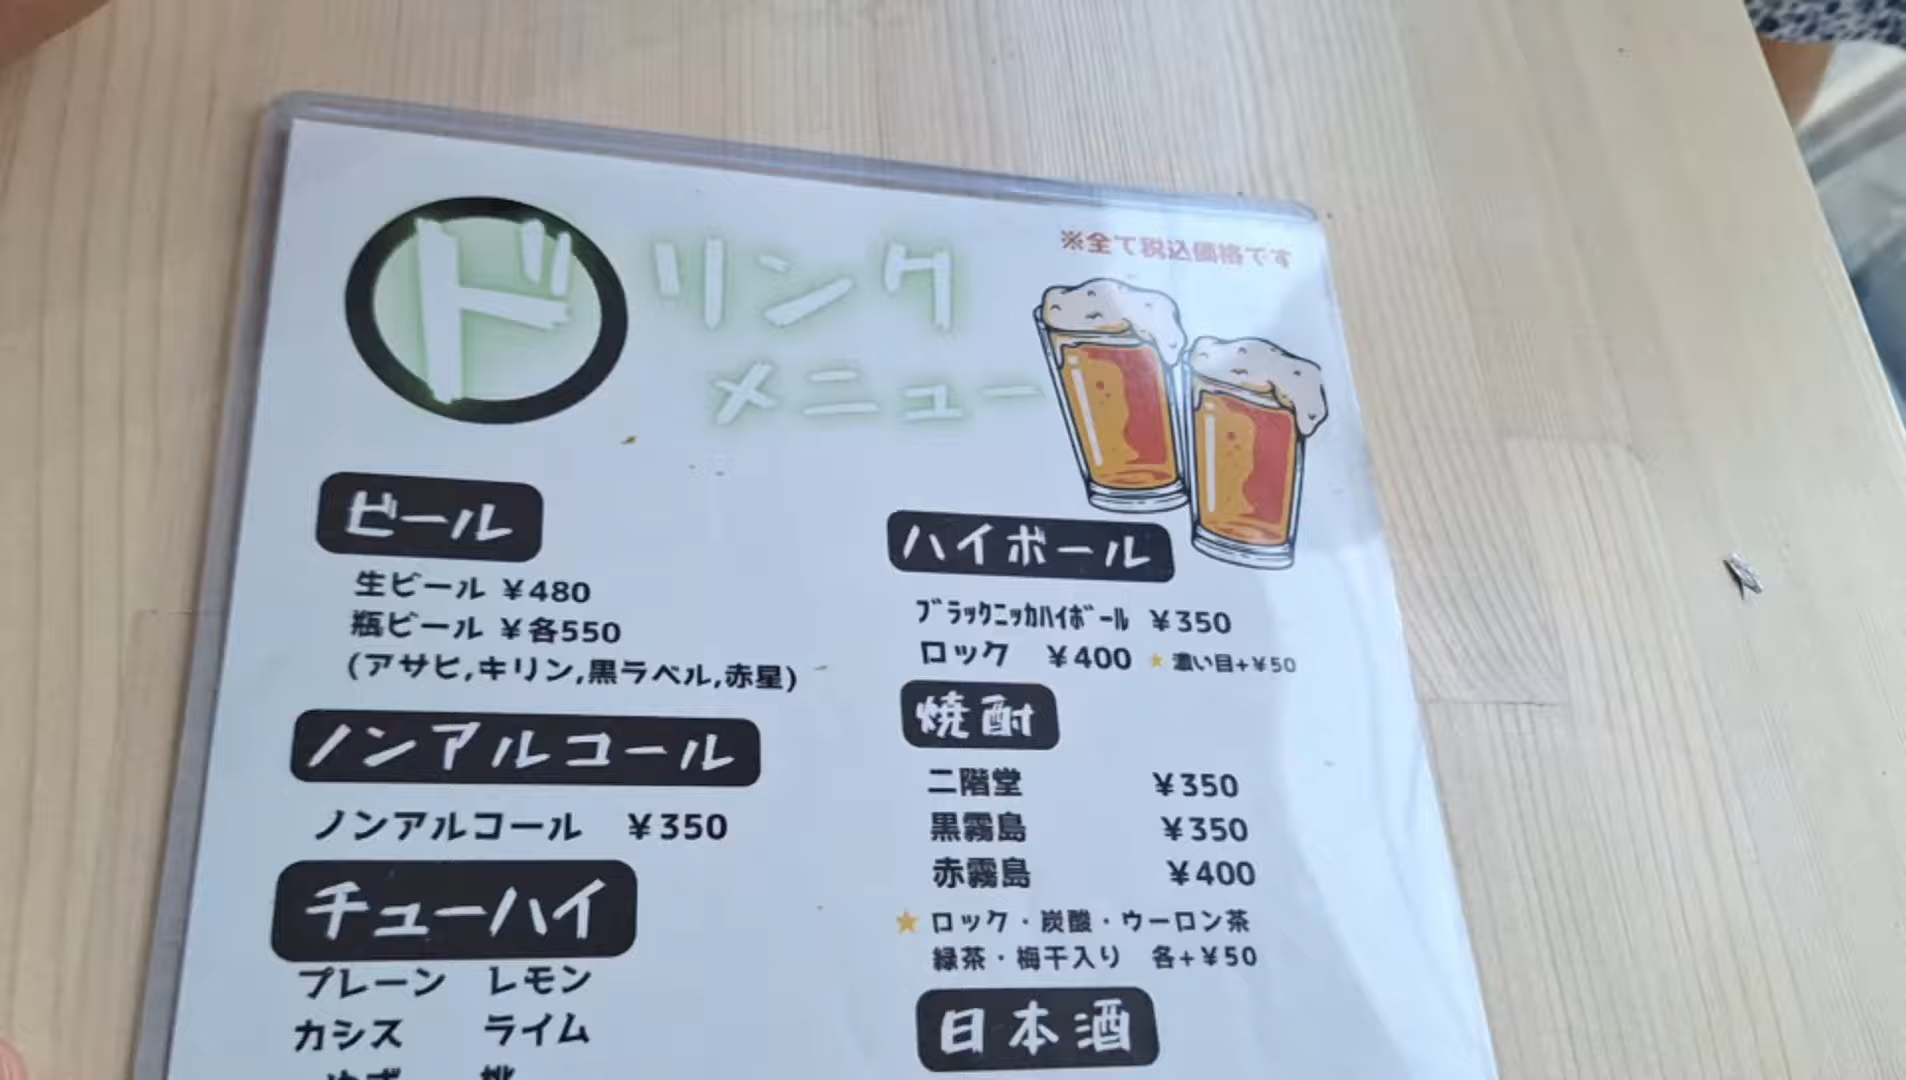 ドリンク
メニュー
※全て税込価格です
ビール
生ビール ¥480
瓶ビール ¥各550
(アサヒ,キリン,黒ラベル,赤星)
ノンアルコール
ノンアルコール ¥350
チューハイ
プレーン レモン
カシス ライム
ゆず 桃
ハイボール
ブラックニッカハイボール ¥350
ロック ¥400 ★濃い目+¥50
焼酎
二階堂 ¥350
黒霧島 ¥350
赤霧島 ¥400
★ロック・炭酸・ウーロン茶
緑茶・梅干入り 各+¥50
日本酒